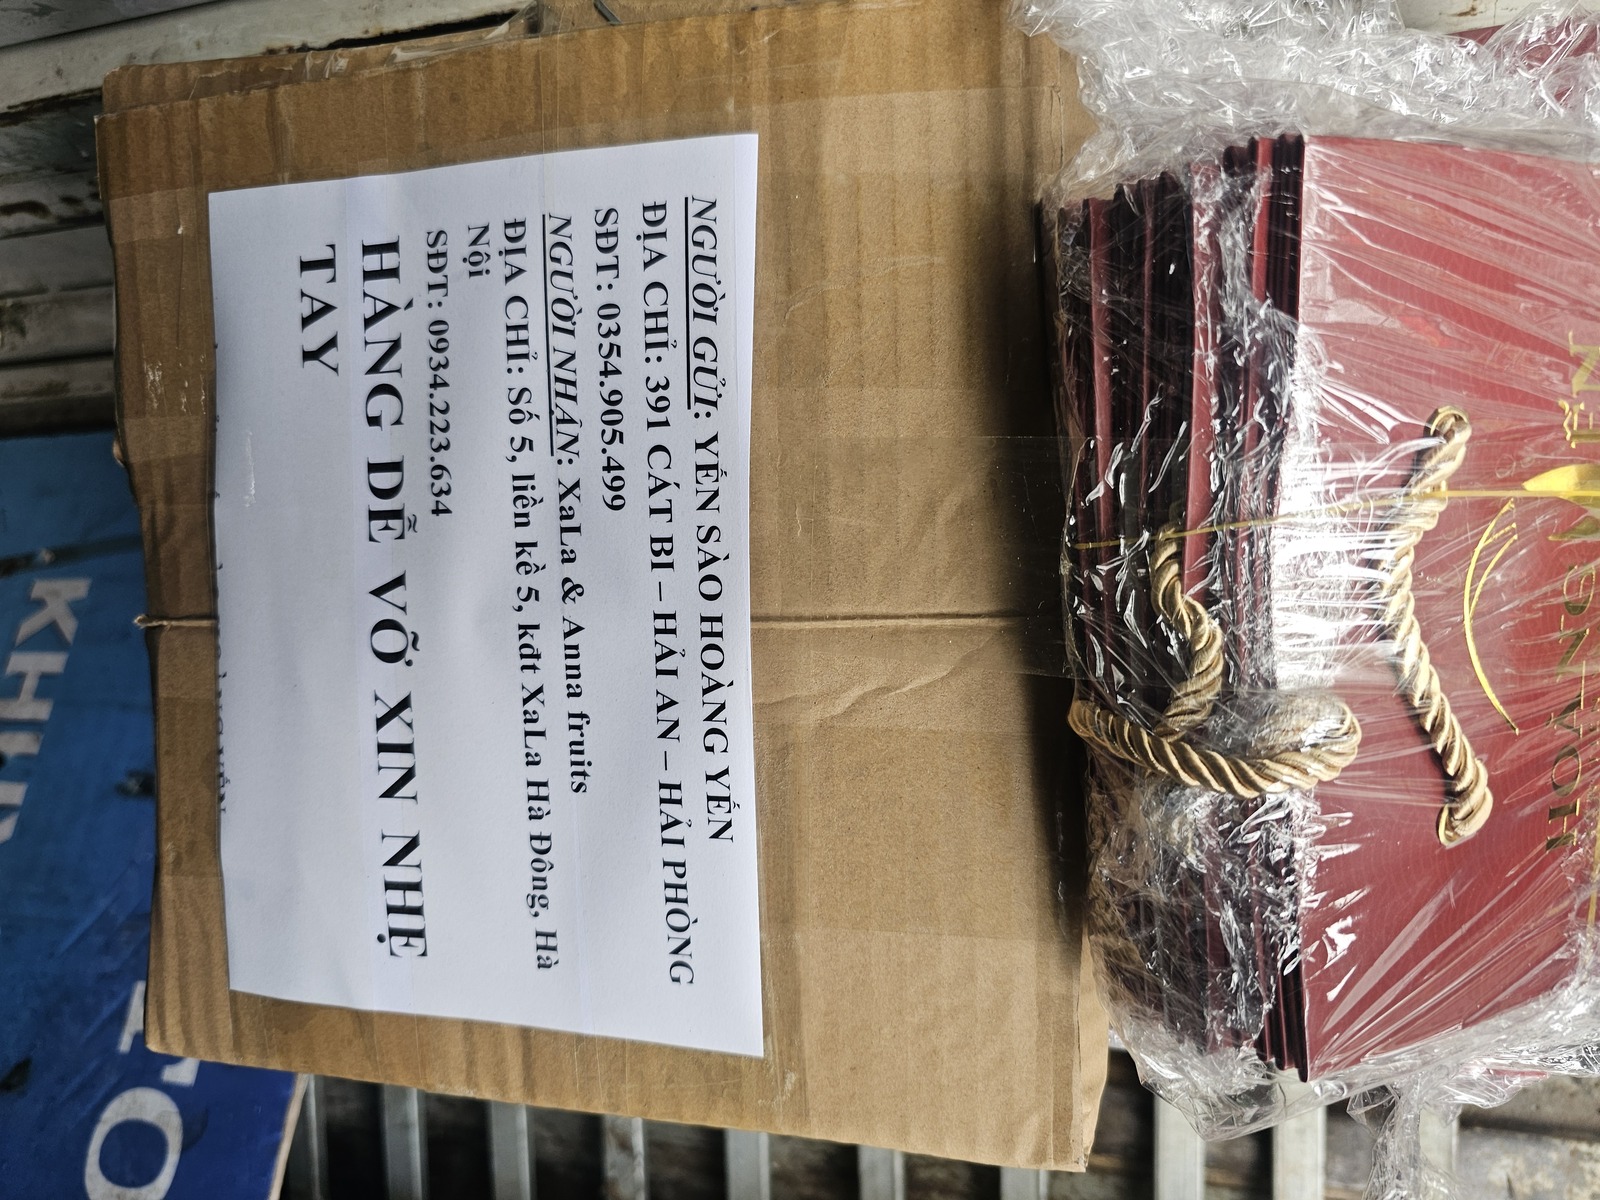 NGƯỜI GỬI: YẾN SÀO HOÀNG YẾN
ĐỊA CHỈ: 391 CÁT BI – HẢI AN – HẢI PHÒNG
SĐT: 0354.905.499
NGƯỜI NHẬN: XaLa & Anna fruits
ĐỊA CHỈ: Số 5, liền kề 5, kđt XaLa Hà Đông, Hà
Nội
SĐT: 0934.223.634
HÀNG DỄ VỠ XIN NHẸ
TAY